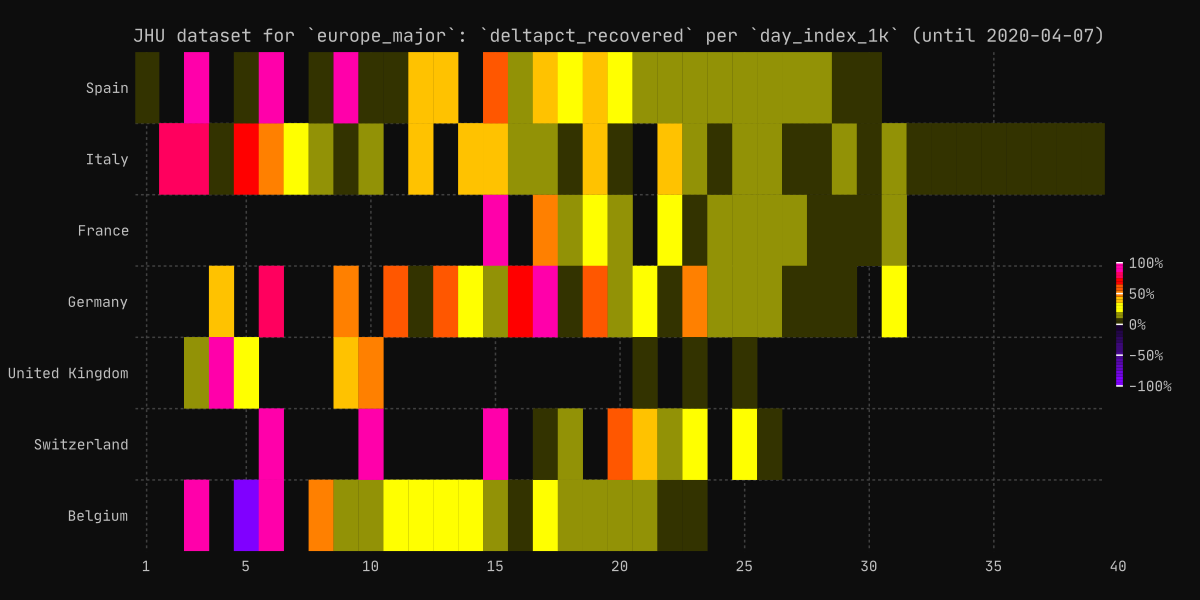 JHU dataset for `europe_major`: `deltapct_recovered` per `day_index_1k` (until 2020-04-07)
Spain
Italy
France
Germany
United Kingdom
Switzerland
Belgium
100%
50%
0%
-50%
-100%
1 5 10 15 20 25 30 35 40